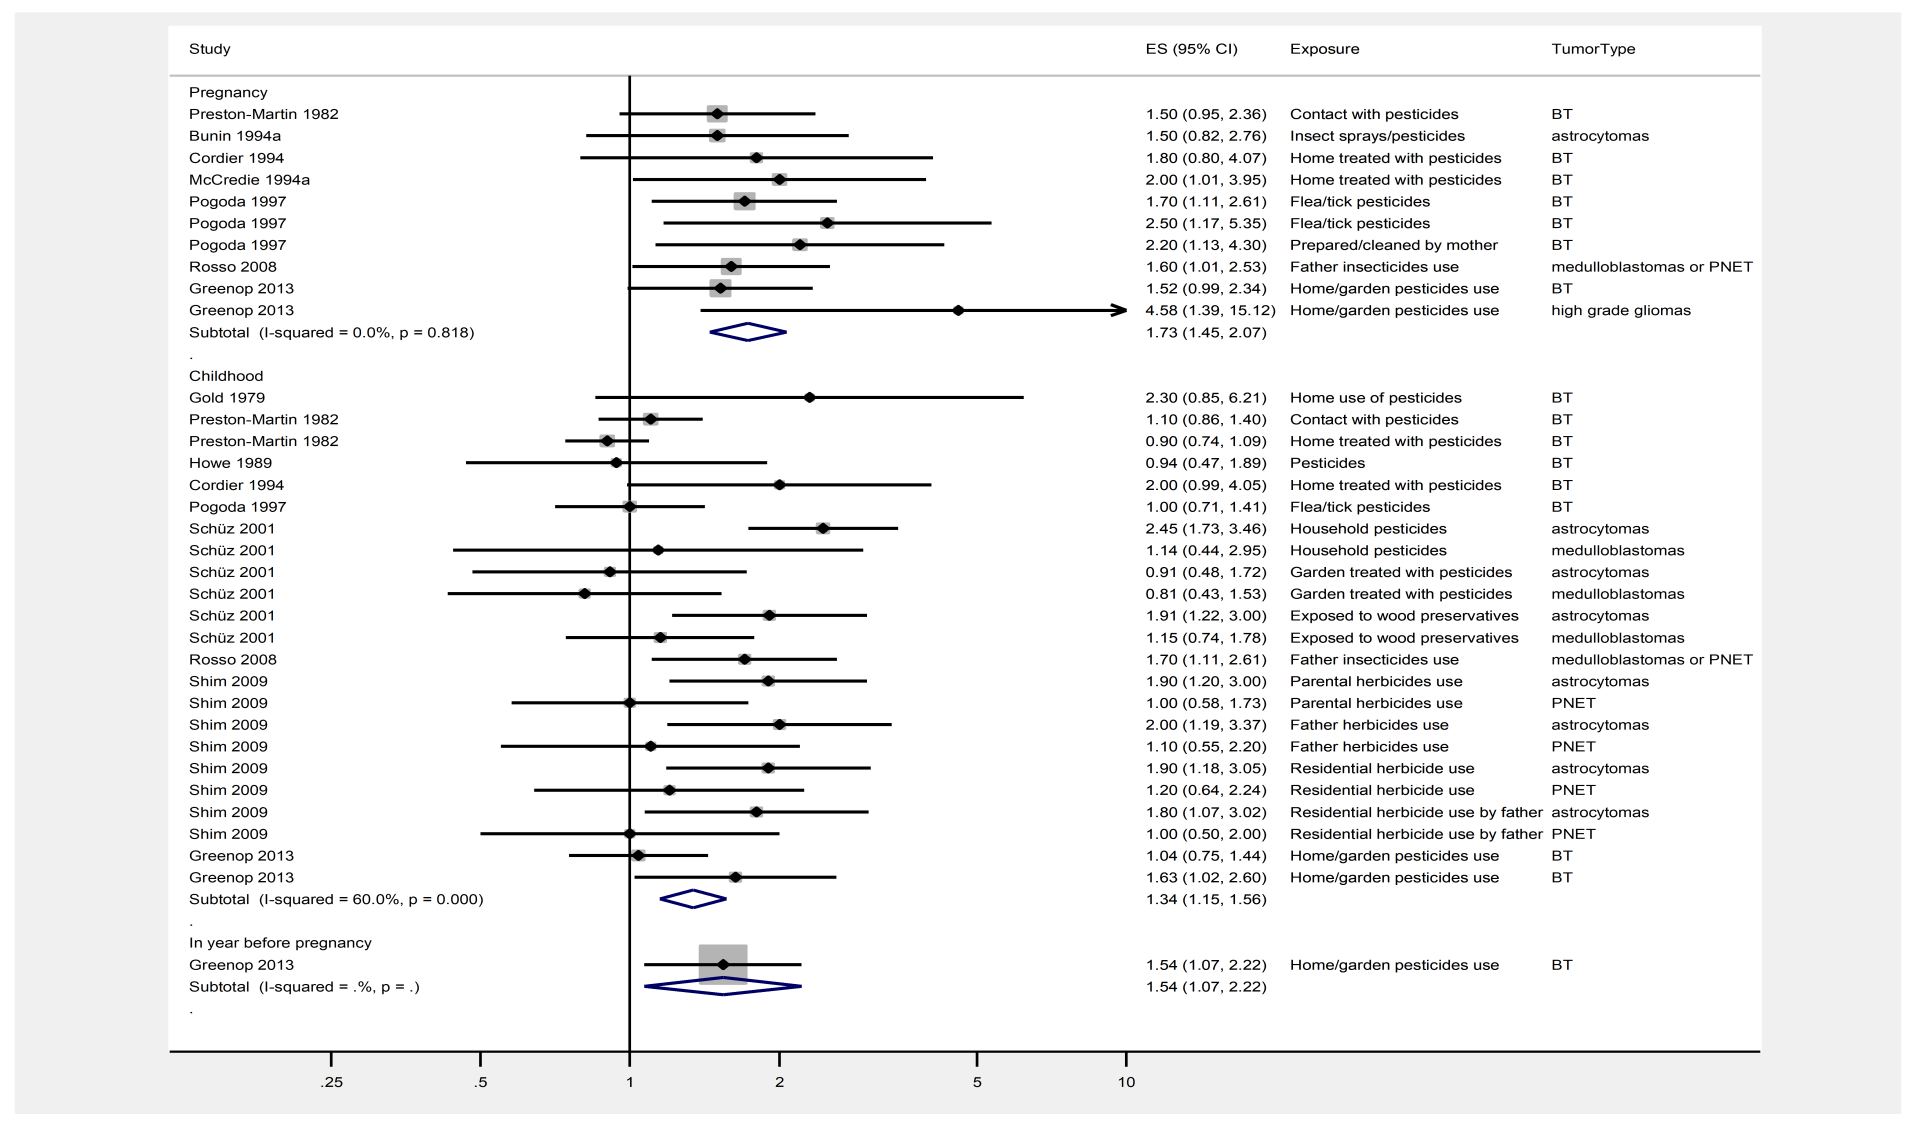 Study ES (95% CI) Exposure TumorType
Pregnancy
Preston-Martin 1982 1.50 (0.95, 2.36) Contact with pesticides BT
Bunin 1994a 1.50 (0.82, 2.76) Insect sprays/pesticides astrocytomas
Cordier 1994 1.80 (0.80, 4.07) Home treated with pesticides BT
McCredie 1994a 2.00 (1.01, 3.95) Home treated with pesticides BT
Pogoda 1997 1.70 (1.11, 2.61) Flea/tick pesticides BT
Pogoda 1997 2.50 (1.17, 5.35) Flea/tick pesticides BT
Pogoda 1997 2.20 (1.13, 4.30) Prepared/cleaned by mother BT
Rosso 2008 1.60 (1.01, 2.53) Father insecticides use medulloblastomas or PNET
Greenop 2013 1.52 (0.99, 2.34) Home/garden pesticides use BT
Greenop 2013 4.58 (1.39, 15.12) Home/garden pesticides use high grade gliomas
Subtotal (I-squared = 0.0%, p = 0.818) 1.73 (1.45, 2.07)
.
Childhood
Gold 1979 2.30 (0.85, 6.21) Home use of pesticides BT
Preston-Martin 1982 1.10 (0.86, 1.40) Contact with pesticides BT
Preston-Martin 1982 0.90 (0.74, 1.09) Home treated with pesticides BT
Howe 1989 0.94 (0.47, 1.89) Pesticides BT
Cordier 1994 2.00 (0.99, 4.05) Home treated with pesticides BT
Pogoda 1997 1.00 (0.71, 1.41) Flea/tick pesticides BT
Schüz 2001 2.45 (1.73, 3.46) Household pesticides astrocytomas
Schüz 2001 1.14 (0.44, 2.95) Household pesticides medulloblastomas
Schüz 2001 0.91 (0.48, 1.72) Garden treated with pesticides astrocytomas
Schüz 2001 0.81 (0.43, 1.53) Garden treated with pesticides medulloblastomas
Schüz 2001 1.91 (1.22, 3.00) Exposed to wood preservatives astrocytomas
Schüz 2001 1.15 (0.74, 1.78) Exposed to wood preservatives medulloblastomas
Rosso 2008 1.70 (1.11, 2.61) Father insecticides use medulloblastomas or PNET
Shim 2009 1.90 (1.20, 3.00) Parental herbicides use astrocytomas
Shim 2009 1.00 (0.58, 1.73) Parental herbicides use PNET
Shim 2009 2.00 (1.19, 3.37) Father herbicides use astrocytomas
Shim 2009 1.10 (0.55, 2.20) Father herbicides use PNET
Shim 2009 1.90 (1.18, 3.05) Residential herbicide use astrocytomas
Shim 2009 1.20 (0.64, 2.24) Residential herbicide use PNET
Shim 2009 1.80 (1.07, 3.02) Residential herbicide use by father astrocytomas
Shim 2009 1.00 (0.50, 2.00) Residential herbicide use by father PNET
Greenop 2013 1.04 (0.75, 1.44) Home/garden pesticides use BT
Greenop 2013 1.63 (1.02, 2.60) Home/garden pesticides use BT
Subtotal (I-squared = 60.0%, p = 0.000) 1.34 (1.15, 1.56)
.
In year before pregnancy
Greenop 2013 1.54 (1.07, 2.22) Home/garden pesticides use BT
Subtotal (I-squared = .%, p = .) 1.54 (1.07, 2.22)
.
.25 .5 1 2 5 10